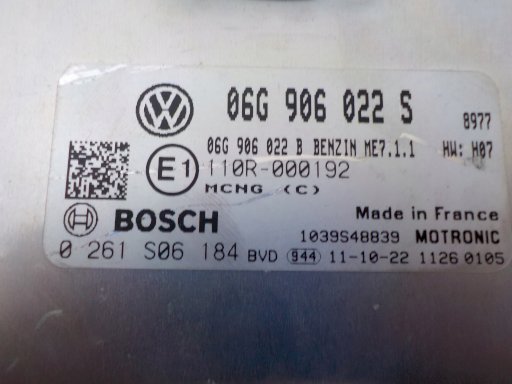 06G 906 022 S
8977
06G 906 022 B BENZIN ME7.1.1 HW: H07
E1 110R-000192
MCNG (C)
BOSCH
Made in France
1039S48839 MOTRONIC
0 261 S06 184 BVD 944 11-10-22 1126 0105